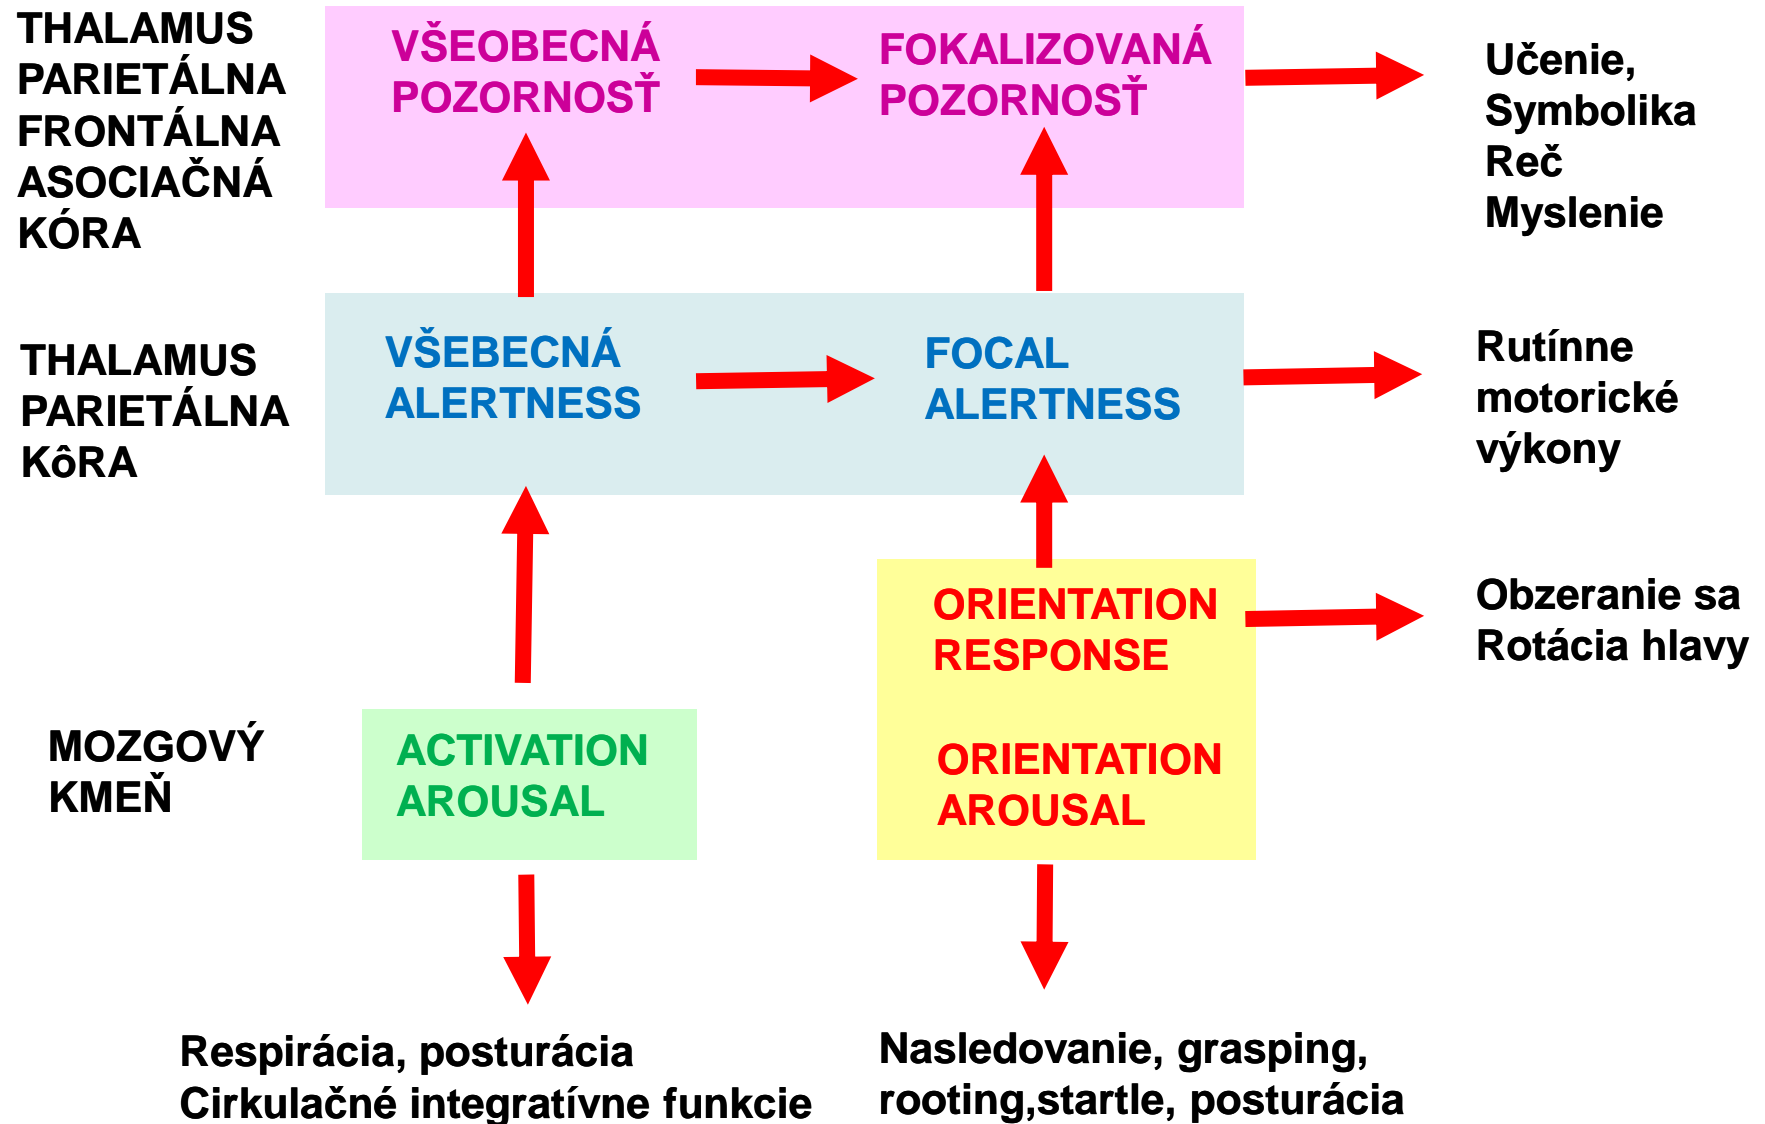 THALAMUS
PARIETÁLNA
FRONTÁLNA
ASOCIAČNÁ
KÓRA
VŠEOBECNÁ
POZORNOSŤ
FOKALIZOVANÁ
POZORNOSŤ
Učenie,
Symbolika
Reč
Myslenie
THALAMUS
PARIETÁLNA
KôRA
VŠEBECNÁ
ALERTNESS
FOCAL
ALERTNESS
Rutínne
motorické
výkony
ORIENTATION
RESPONSE
Obzeranie sa
Rotácia hlavy
MOZGOVÝ
KMEŇ
ACTIVATION
AROUSAL
ORIENTATION
AROUSAL
Respirácia, posturácia
Cirkulačné integratívne funkcie
Nasledovanie, grasping,
rooting,startle, posturácia